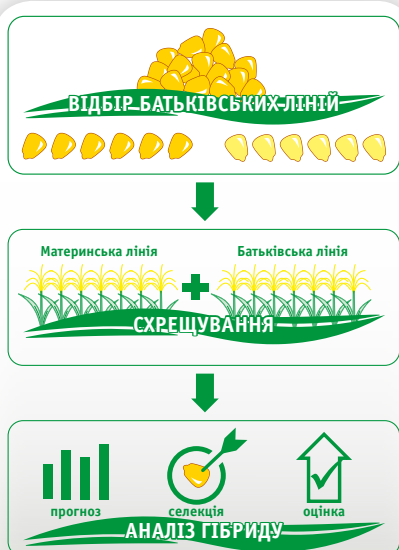 ВІДБІР БАТЬКІВСЬКИХ ЛІНІЙ
Материнська лінія Батьківська лінія
СХРЕЩУВАННЯ
прогноз селекція оцінка
АНАЛІЗ ГІБРИДУ